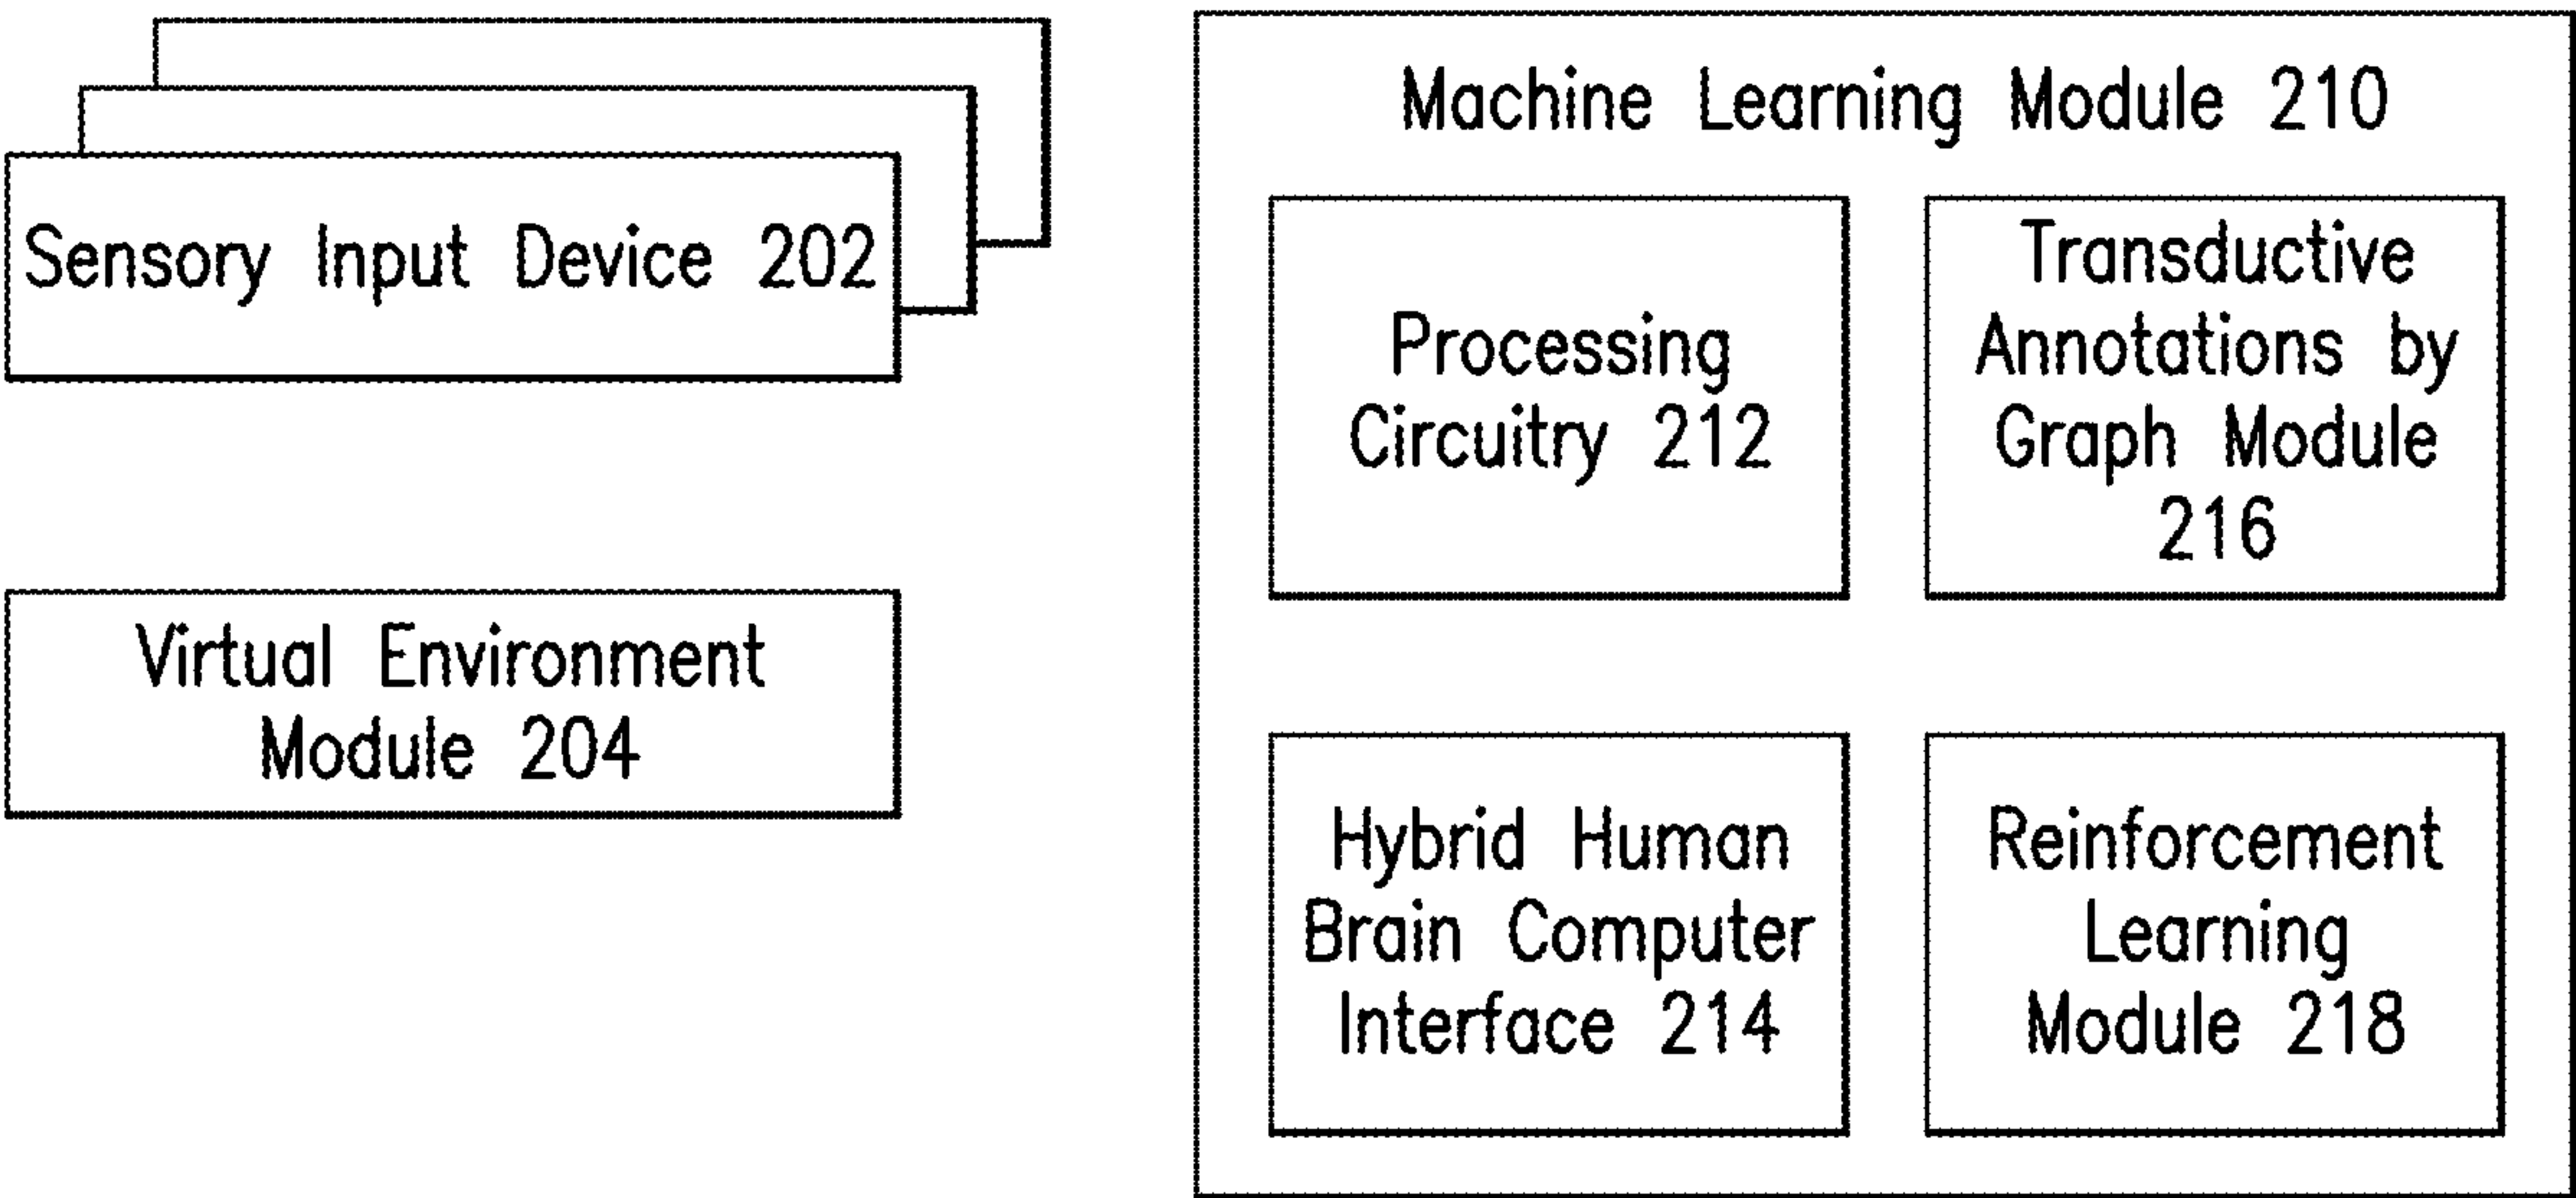 Sensory Input Device 202
Virtual Environment
Module 204
Machine Learning Module 210
Processing
Circuitry 212
Transductive
Annotations by
Graph Module
216
Hybrid Human
Brain Computer
Interface 214
Reinforcement
Learning
Module 218